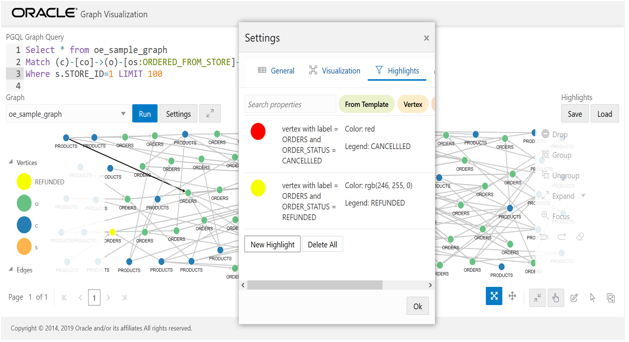 ORACLE Graph Visualization
PGQL Graph Query
1 Select * from oe_sample_graph
2 Match (c)-[co]->(o)-[os:ORDERED_FROM_STORE]-
3 Where s.STORE_ID=1 LIMIT 100
4
Graph
oe_sample_graph
Run
Settings
Settings
x
General
Visualization
Highlights
Search properties
From Template
Vertex
vertex with label =
ORDERS and
ORDER_STATUS =
CANCELLLED
Color: red
Legend: CANCELLLED
vertex with label =
ORDERS and
ORDER_STATUS =
REFUNDED
Color: rgb(246, 255, 0)
Legend: REFUNDED
New Highlight
Delete All
Ok
Highlights
Save
Load
Drop
Group
Ungroup
Expand
Focus
Vertices
REFUNDED
o
c
s
Edges
PRODUCTS
ORDERS
PRODUCTS
ORDERS
PRODUCTS
ORDERS
PRODUCTS
ORDERS
PRODUCTS
ORDERS
ORDERS
ORDERS
PRODUCTS
PRODUCTS
PRODUCTS
ORDERS
Page 1 of 1
1
Copyright © 2014, 2019 Oracle and/or its affiliates All rights reserved.